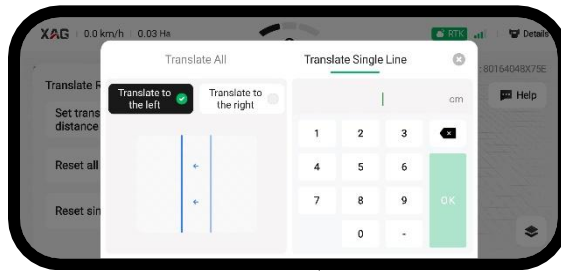 XAG 0.0 km/h 0.03 Ha RTK Details
Translate All Translate Single Line
:80164048X75E
Translate
Translate to the left
Translate to the right
cm
Help
Set trans
distance
1 2 3
Reset all
4 5 6
7 8 9 OK
Reset sin
0 -